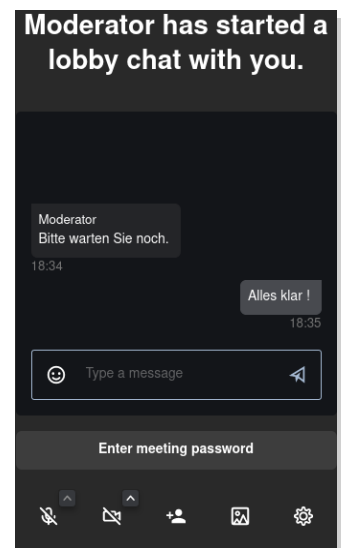 Moderator has started a
lobby chat with you.
Moderator
Bitte warten Sie noch.
18:34
Alles klar !
18:35
Type a message
Enter meeting password